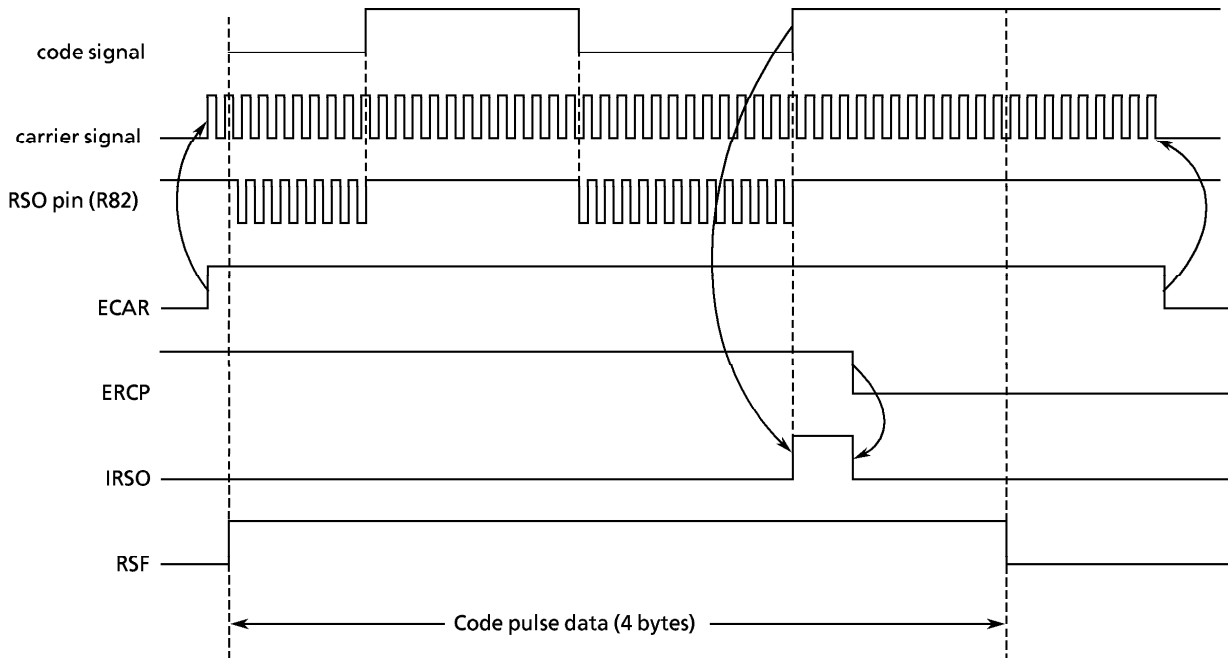 code signal
carrier signal
RSO pin (R82)
ECAR
ERCP
IRSO
RSF
Code pulse data (4 bytes)